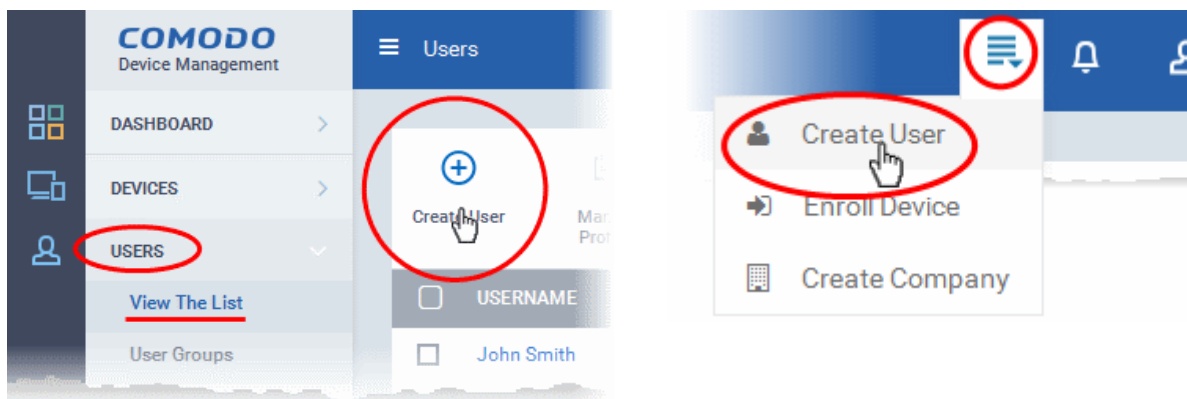 COMODO
Device Management
Users
DASHBOARD
DEVICES
Create User
USERS
USERNAME
View The List
User Groups
John Smith
Create User
Enroll Device
Create Company